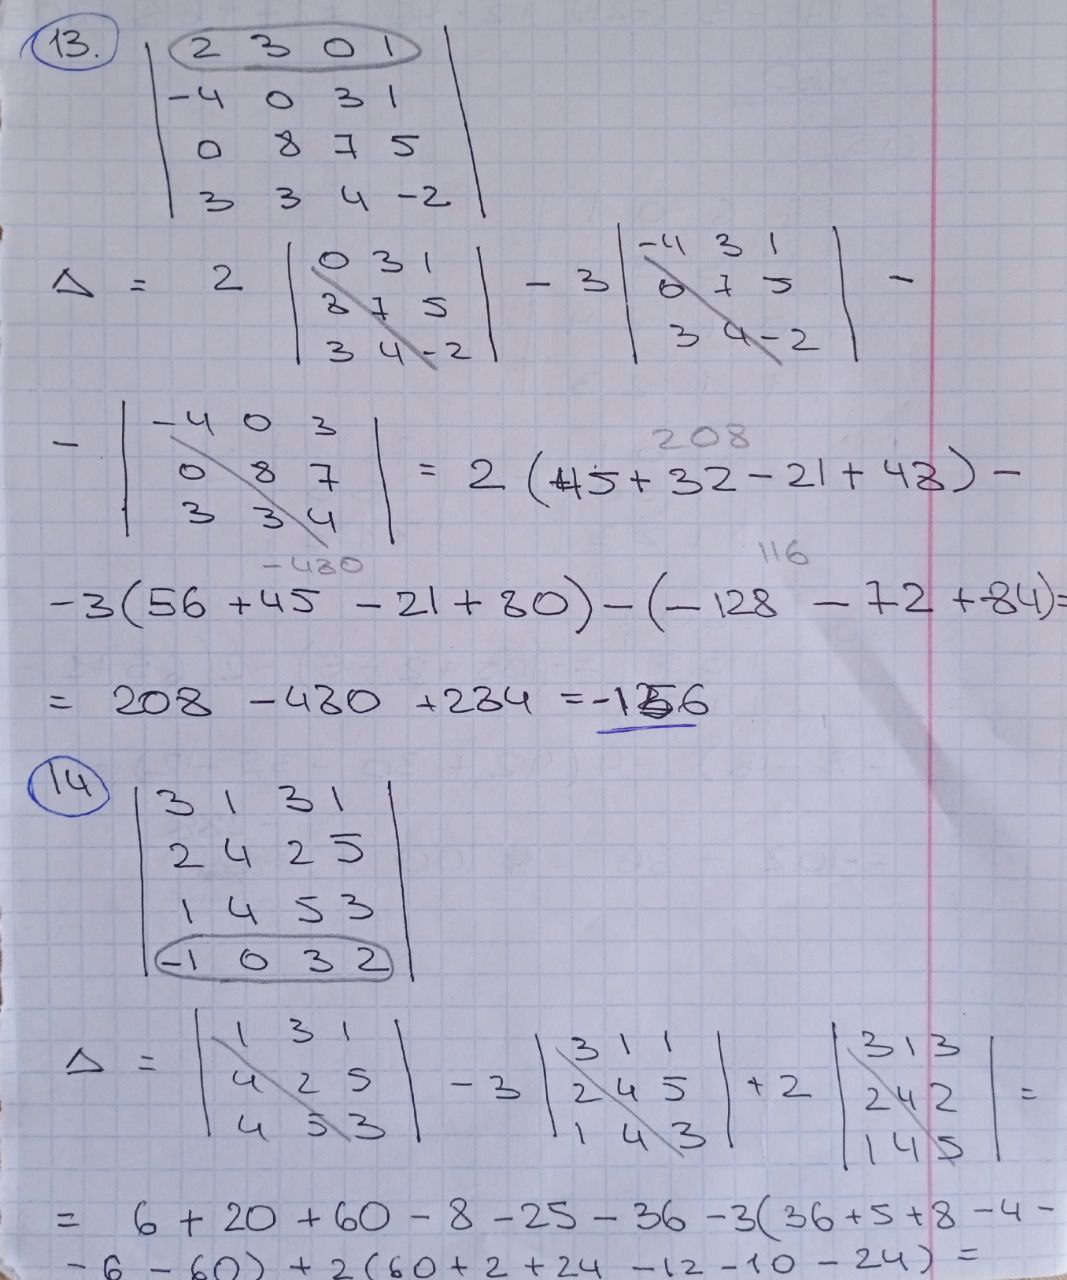 13.
| 2 3 0 1 |
| -4 0 3 1 |
| 0 8 7 5 |
| 3 3 4 -2 |
Δ = 2 | 0 3 1 | - 3 | -4 3 1 | -
| 8 7 5 | | 0 7 5 |
| 3 4 -2 | | 3 4 -2 |
- | -4 0 3 | = 2 (45 + 32 - 21 + 48) -
| 0 8 7 | 208
| 3 3 4 |
-480 116
-3(56 + 45 - 21 + 80) - (-128 - 72 + 84) =
= 208 - 480 + 234 = -156
14
| 3 1 3 1 |
| 2 4 2 5 |
| 1 4 5 3 |
| -1 0 3 2 |
Δ = | 1 3 1 | - 3 | 3 1 1 | + 2 | 3 1 3 | =
| 4 2 5 | | 2 4 5 | | 2 4 2 |
| 4 5 3 | | 1 4 3 | | 1 4 5 |
= 6 + 20 + 60 - 8 - 25 - 36 - 3(36 + 5 + 8 - 4 -
- 6 - 60) + 2(60 + 2 + 24 - 12 - 10 - 24) =